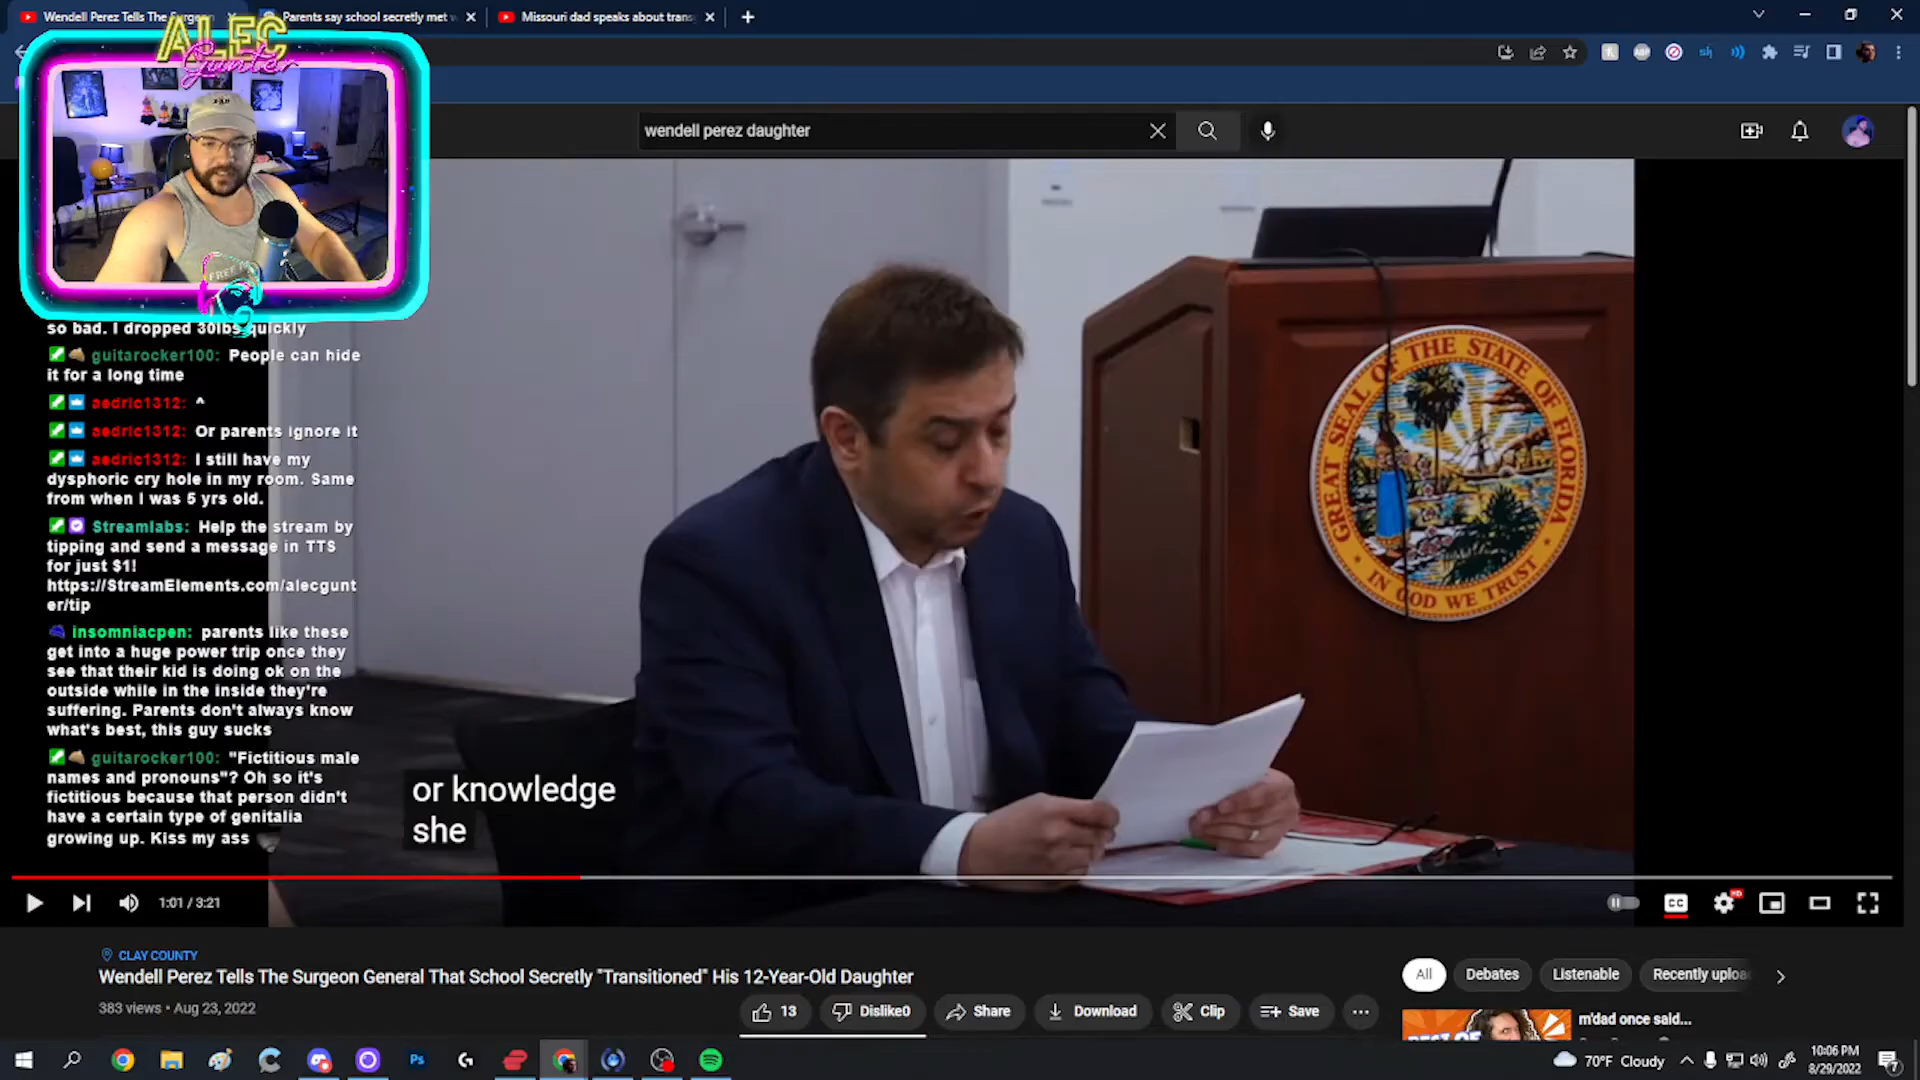 Wendell Perez Tells The Surgeon
Parents say school secretly met w
Missouri dad speaks about trans
ALEC
Gunter
wendell perez daughter
so bad. I dropped 30lbs quickly
guitarocker100: People can hide
it for a long time
aedric1312: ^
aedric1312: Or parents ignore it
aedric1312: I still have my
dysphoric cry hole in my room. Same
from when I was 5 yrs old.
Streamlabs: Help the stream by
tipping and send a message in TTS
for just $1!
https://StreamElements.com/alecgunt
er/tip
insomniacpen: parents like these
get into a huge power trip once they
see that their kid is doing ok on the
outside while in the inside they're
suffering. Parents don't always know
what's best, this guy sucks
guitarocker100: "Fictitious male
names and pronouns"? Oh so it's
fictitious because that person didn't
have a certain type of genitalia
growing up. Kiss my ass
GREAT SEAL OF THE STATE OF FLORIDA
IN GOD WE TRUST
or knowledge
she
1:01 / 3:21
CC
HD
CLAY COUNTY
Wendell Perez Tells The Surgeon General That School Secretly "Transitioned" His 12-Year-Old Daughter
383 views • Aug 23, 2022
13
Dislike0
Share
Download
Clip
Save
All
Debates
Listenable
Recently uploa
m'dad once said...
BEST OF
Ps
70°F Cloudy
10:06 PM
8/29/2022
7